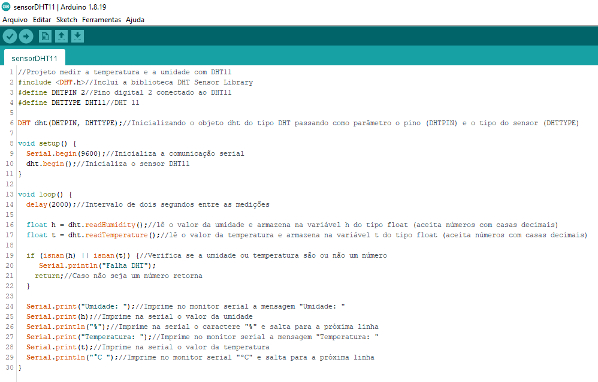 sensorDHT11 | Arduino 1.8.19
Arquivo Editar Sketch Ferramentas Ajuda
sensorDHT11
1 //Projeto medir a temperatura e a umidade com DHT11
2 #include <DHT.h>//Inclui a biblioteca DHT Sensor Library
3 #define DHTPIN 2//Pino digital 2 conectado ao DHT11
4 #define DHTTYPE DHT11//DHT 11
5
6 DHT dht(DHTPIN, DHTTYPE);//Inicializando o objeto dht do tipo DHT passando como parâmetro o pino (DHTPIN) e o tipo do sensor (DHTTYPE)
7
8 void setup() {
9 Serial.begin(9600);//Inicializa a comunicação serial
10 dht.begin();//Inicializa o sensor DHT11
11 }
12
13 void loop() {
14 delay(2000);//Intervalo de dois segundos entre as medições
15
16 float h = dht.readHumidity();//lê o valor da umidade e armazena na variável h do tipo float (aceita números com casas decimais)
17 float t = dht.readTemperature();//lê o valor da temperatura e armazena na variável t do tipo float (aceita números com casas decimais)
18
19 if (isnan(h) || isnan(t)) {//Verifica se a umidade ou temperatura são ou não um número
20 Serial.println("Falha DHT");
21 return;//Caso não seja um número retorna
22 }
23
24 Serial.print("Umidade: ");//Imprime no monitor serial a mensagem "Umidade: "
25 Serial.print(h);//Imprime na serial o valor da umidade
26 Serial.println("%");//Imprime na serial o caractere "%" e salta para a próxima linha
27 Serial.print("Temperatura: ");//Imprime no monitor serial a mensagem "Temperatura: "
28 Serial.print(t);//Imprime na serial o valor da temperatura
29 Serial.println("°C ");//Imprime no monitor serial "ºC" e salta para a próxima linha
30 }